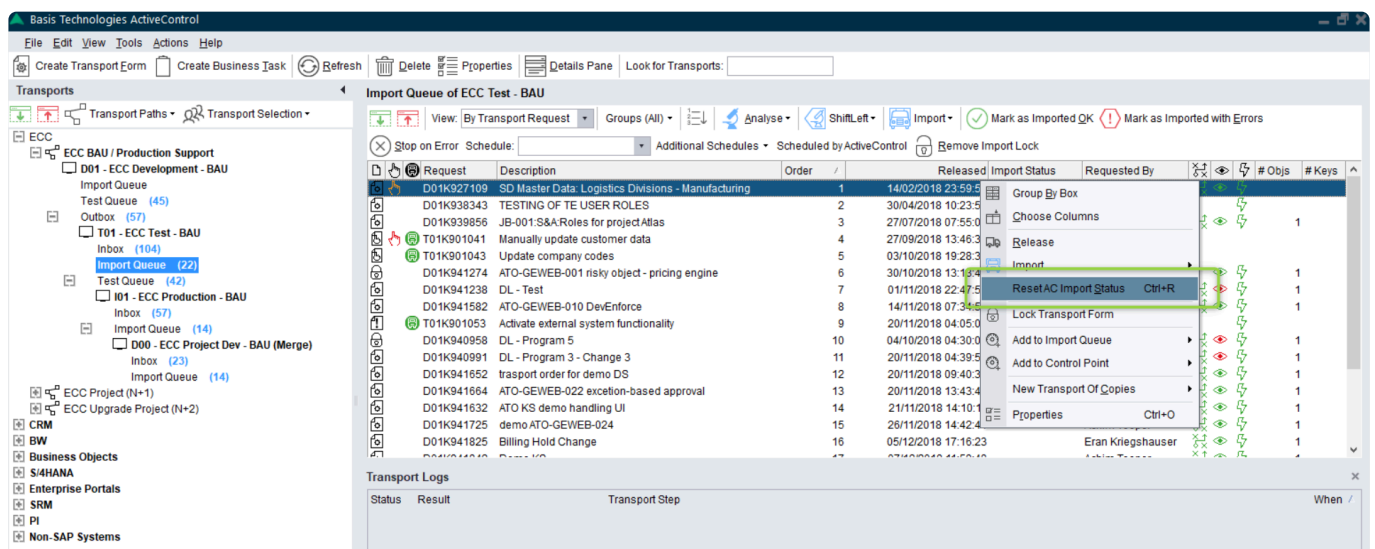 Basis Technologies ActiveControl
File Edit View Tools Actions Help
Create Transport Form Create Business Task Refresh Delete Properties Details Pane Look for Transports:
Transports
Transport Paths Transport Selection
ECC
ECC BAU / Production Support
D01 - ECC Development - BAU
Import Queue
Test Queue (45)
Outbox (57)
T01 - ECC Test - BAU
Inbox (104)
Import Queue (22)
Test Queue (42)
I01 - ECC Production - BAU
Inbox (57)
Import Queue (14)
D00 - ECC Project Dev - BAU (Merge)
Inbox (23)
Import Queue (14)
ECC Project (N+1)
ECC Upgrade Project (N+2)
CRM
BW
Business Objects
S/4HANA
Enterprise Portals
SRM
PI
Non-SAP Systems
Import Queue of ECC Test - BAU
View: By Transport Request Groups (All) Analyse ShiftLeft Import Mark as Imported OK Mark as Imported with Errors
Stop on Error Schedule: Additional Schedules Scheduled by ActiveControl Remove Import Lock
Request Description Order Released Import Status Requested By # Objs # Keys
D01K927109 SD Master Data: Logistics Divisions - Manufacturing 1 14/02/2018 23:59:5
D01K938343 TESTING OF TE USER ROLES 2 30/04/2018 10:23:5
D01K939856 JB-001:S&A:Roles for project Atlas 3 27/07/2018 07:55:0 1
T01K901041 Manually update customer data 4 27/09/2018 13:46:3
T01K901043 Update company codes 5 03/10/2018 19:28:3
D01K941274 ATO-GEWEB-001 risky object - pricing engine 6 30/10/2018 13:13:4 1
D01K941238 DL - Test 7 01/11/2018 22:47:5 1
D01K941582 ATO-GEWEB-010 DevEnforce 8 14/11/2018 07:34:5 1
T01K901053 Activate external system functionality 9 20/11/2018 04:05:0
D01K940958 DL - Program 5 10 04/10/2018 04:30:0 1
D01K940991 DL - Program 3 - Change 3 11 20/11/2018 04:39:5 1
D01K941652 trasport order for demo DS 12 20/11/2018 09:40:3 1
D01K941664 ATO-GEWEB-022 excetion-based approval 13 20/11/2018 13:43:4 1
D01K941632 ATO KS demo handling UI 14 21/11/2018 14:10:1 1
D01K941725 demo ATO-GEWEB-024 15 26/11/2018 14:42:4 1
D01K941825 Billing Hold Change 16 05/12/2018 17:16:23 Eran Kriegshauser 1
Group By Box
Choose Columns
Release
Import
Reset AC Import Status Ctrl+R
Lock Transport Form
Add to Import Queue
Add to Control Point
New Transport Of Copies
Properties Ctrl+O
Transport Logs
Status Result Transport Step When